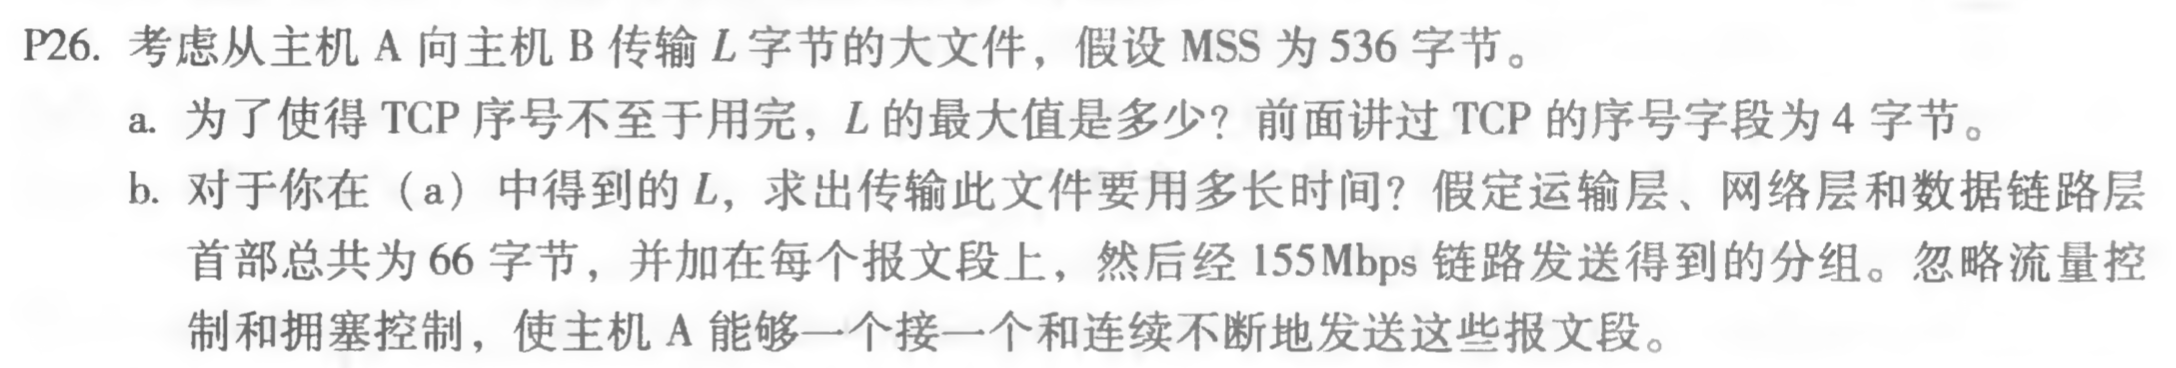 P26. 考虑从主机 A 向主机 B 传输 L 字节的大文件，假设 MSS 为 536 字节。
a. 为了使得 TCP 序号不至于用完，L 的最大值是多少？前面讲过 TCP 的序号字段为 4 字节。
b. 对于你在（a）中得到的 L，求出传输此文件要用多长时间？假定运输层、网络层和数据链路层
首部总共为 66 字节，并加在每个报文段上，然后经 155Mbps 链路发送得到的分组。忽略流量控
制和拥塞控制，使主机 A 能够一个接一个和连续不断地发送这些报文段。